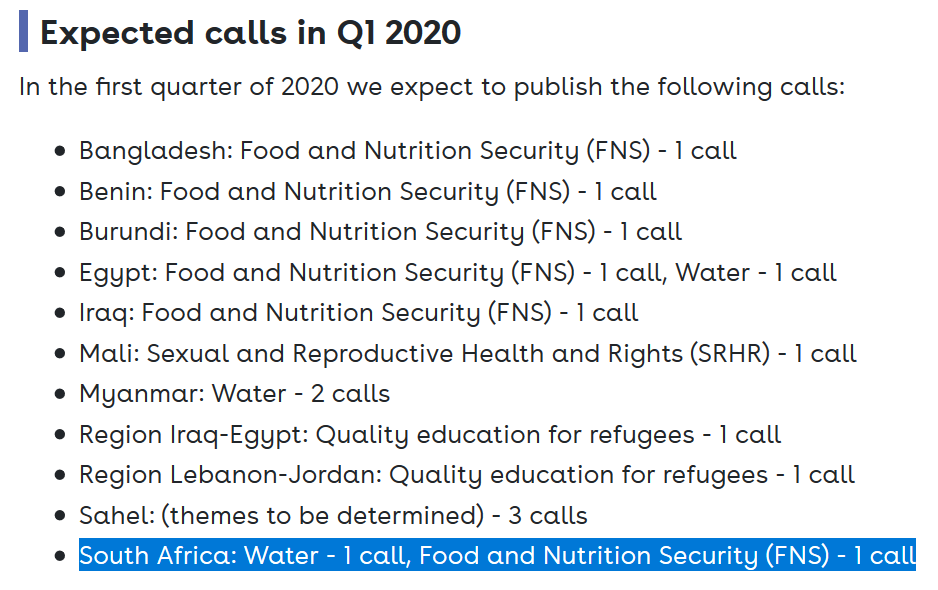 Expected calls in Q1 2020
In the first quarter of 2020 we expect to publish the following calls:
• Bangladesh: Food and Nutrition Security (FNS) - 1 call
• Benin: Food and Nutrition Security (FNS) - 1 call
• Burundi: Food and Nutrition Security (FNS) - 1 call
• Egypt: Food and Nutrition Security (FNS) - 1 call, Water - 1 call
• Iraq: Food and Nutrition Security (FNS) - 1 call
• Mali: Sexual and Reproductive Health and Rights (SRHR) - 1 call
• Myanmar: Water - 2 calls
• Region Iraq-Egypt: Quality education for refugees - 1 call
• Region Lebanon-Jordan: Quality education for refugees - 1 call
• Sahel: (themes to be determined) - 3 calls
• South Africa: Water - 1 call, Food and Nutrition Security (FNS) - 1 call